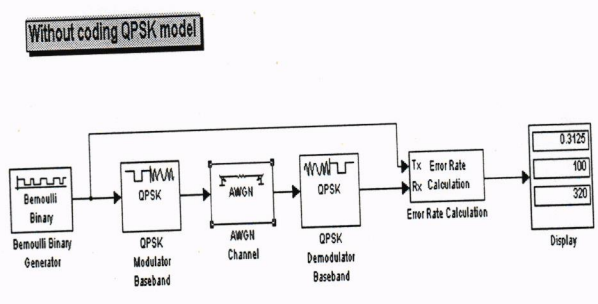 Without coding QPSK model
Bernoulli
Binary
Bernoulli Binary
Generator
QPSK
QPSK
Modulator
Baseband
AWGN
AWGN
Channel
QPSK
QPSK
Demodulator
Baseband
Tx Error Rate
Rx Calculation
Error Rate Calculation
0.3125
100
320
Display